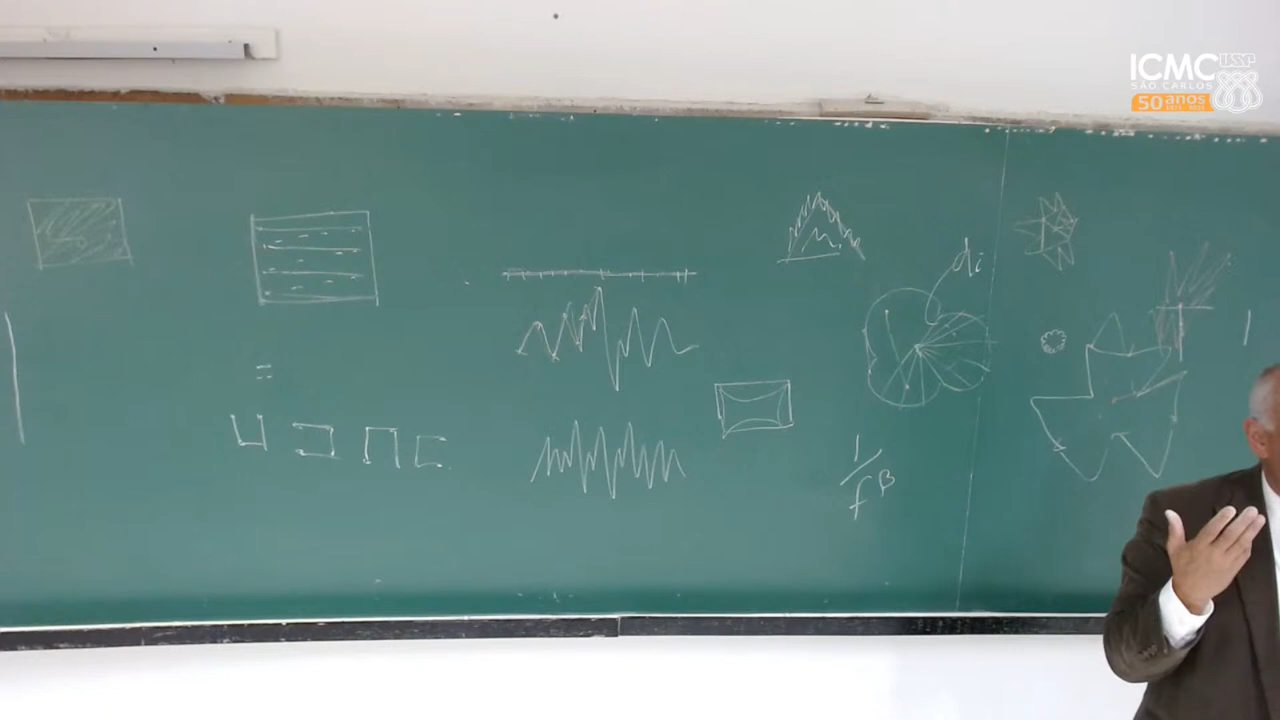 ICMC USP
SÃO CARLOS
50 anos
di
1/f^β